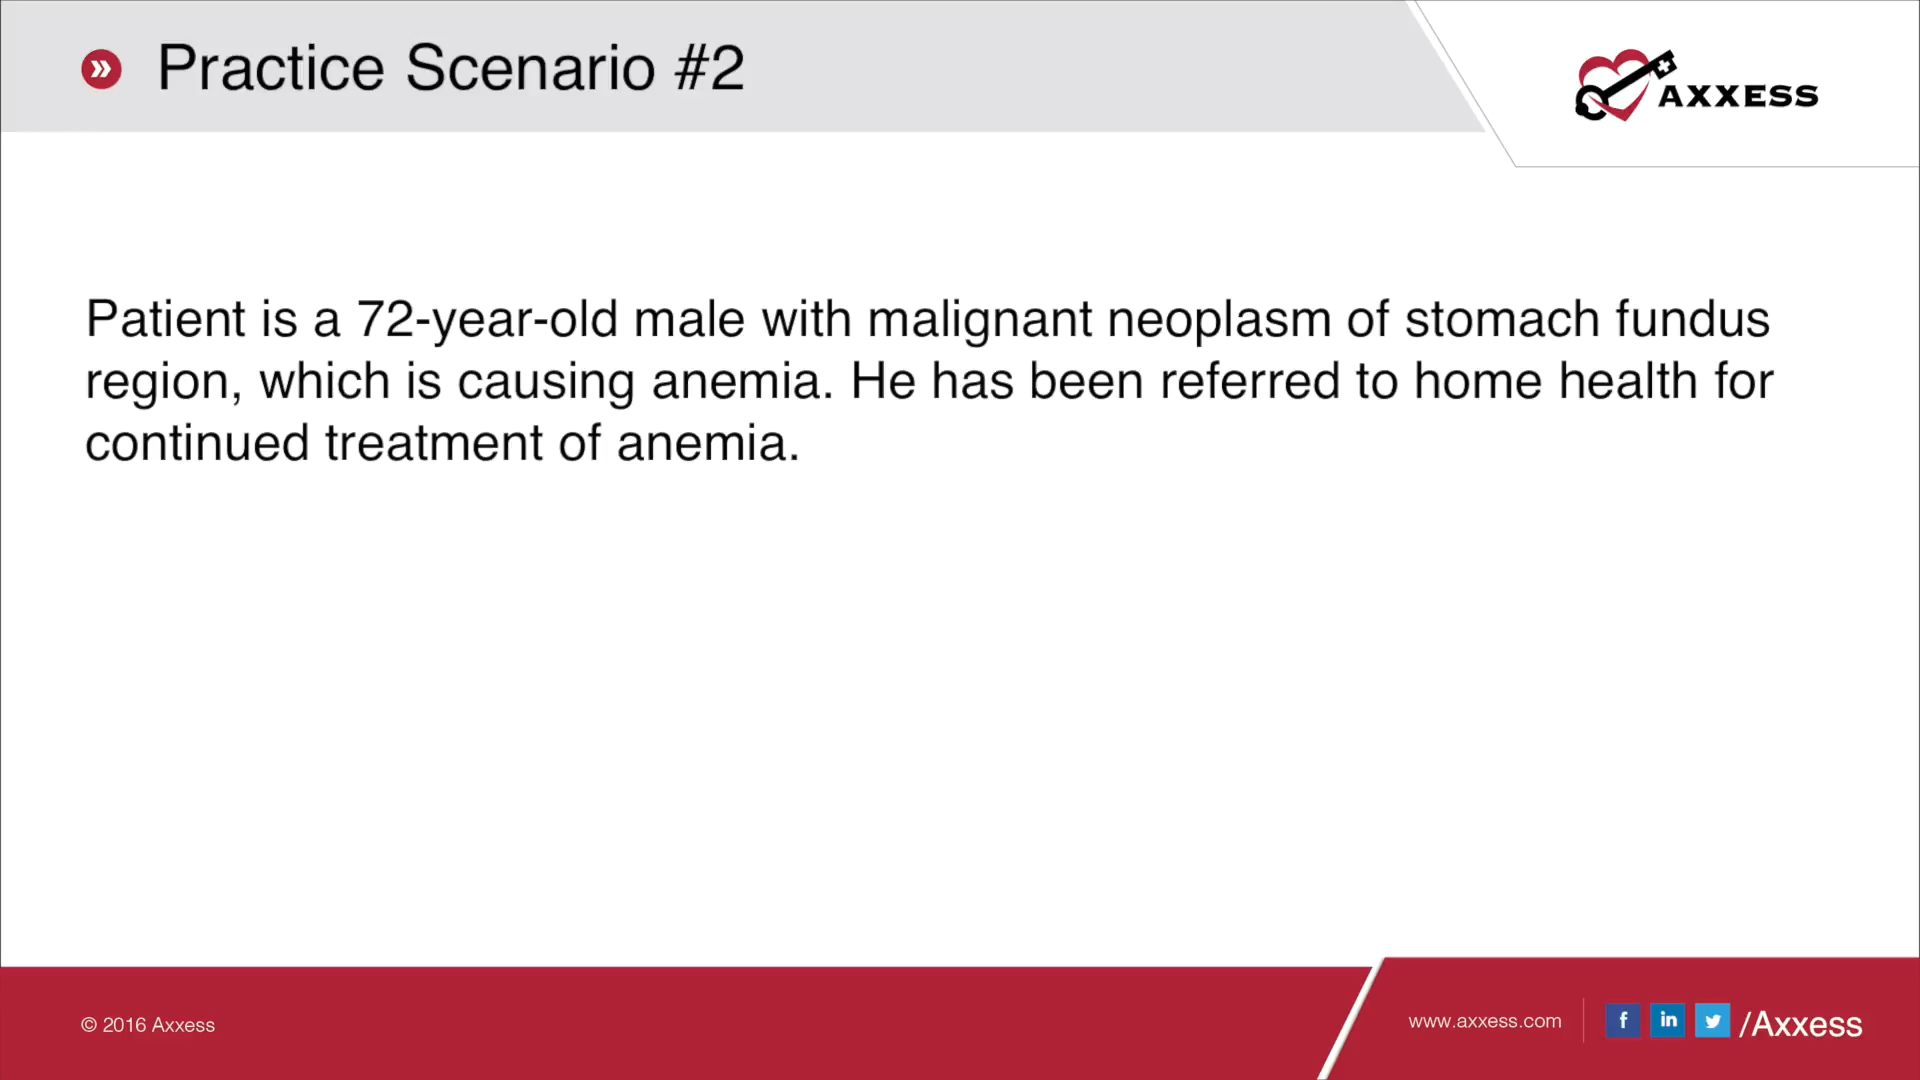 Practice Scenario #2
AXXESS
Patient is a 72-year-old male with malignant neoplasm of stomach fundus
region, which is causing anemia. He has been referred to home health for
continued treatment of anemia.
© 2016 Axxess
www.axxess.com
f in /Axxess